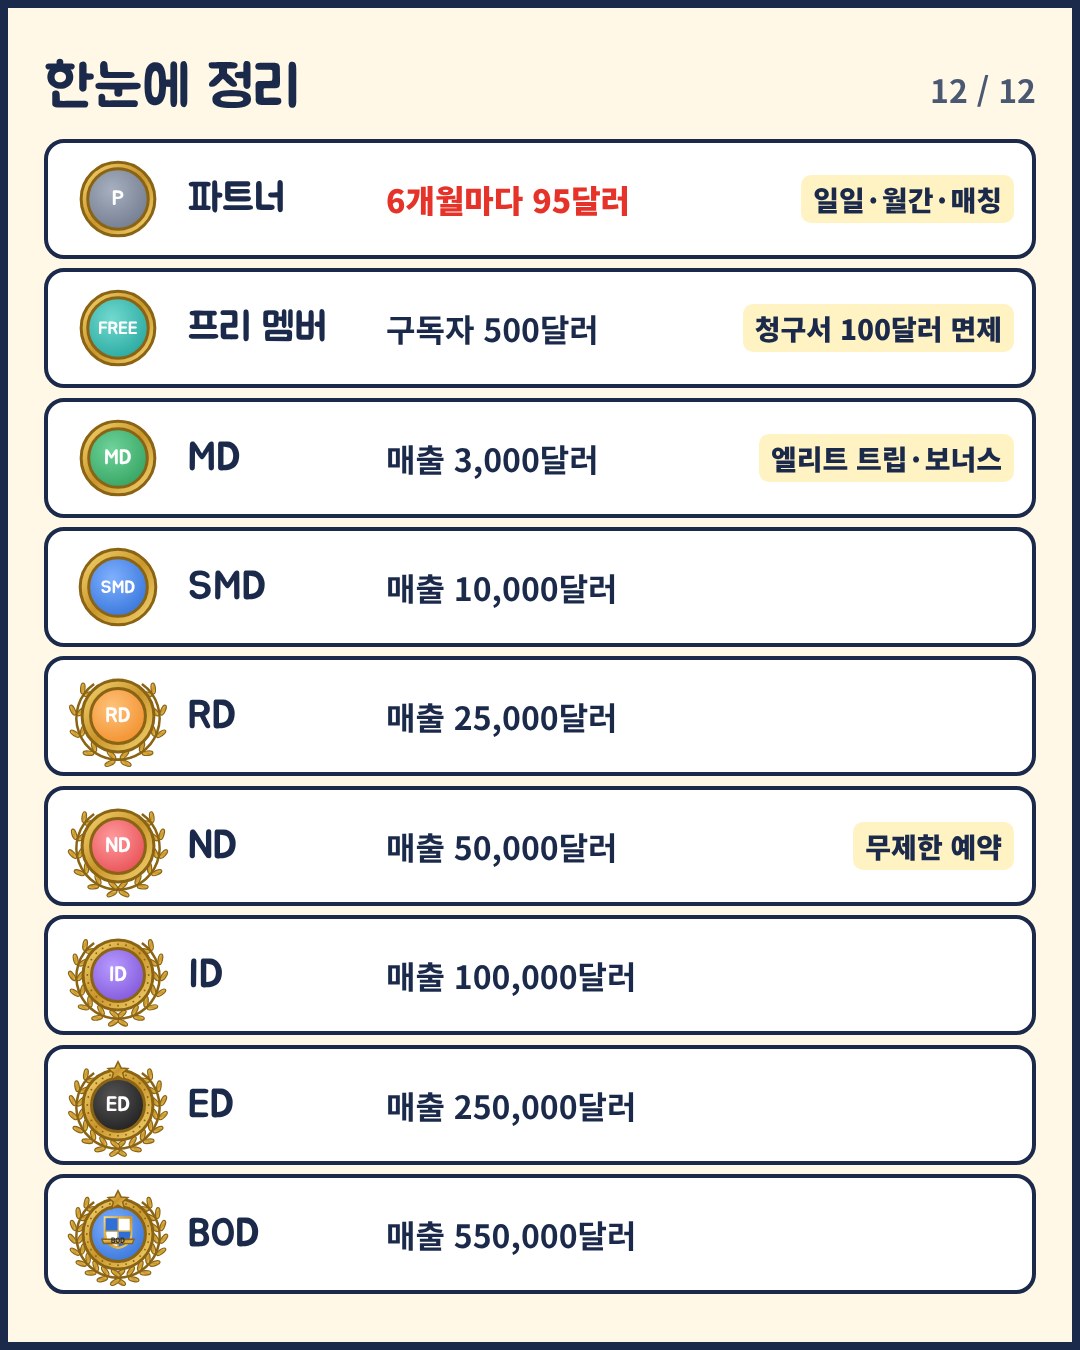 한눈에 정리
12 / 12
P 파트너 6개월마다 95달러 일일·월간·매칭
FREE 프리 멤버 구독자 500달러 청구서 100달러 면제
MD MD 매출 3,000달러 엘리트 트립·보너스
SMD SMD 매출 10,000달러
RD RD 매출 25,000달러
ND ND 매출 50,000달러 무제한 예약
ID ID 매출 100,000달러
ED ED 매출 250,000달러
BOD BOD 매출 550,000달러